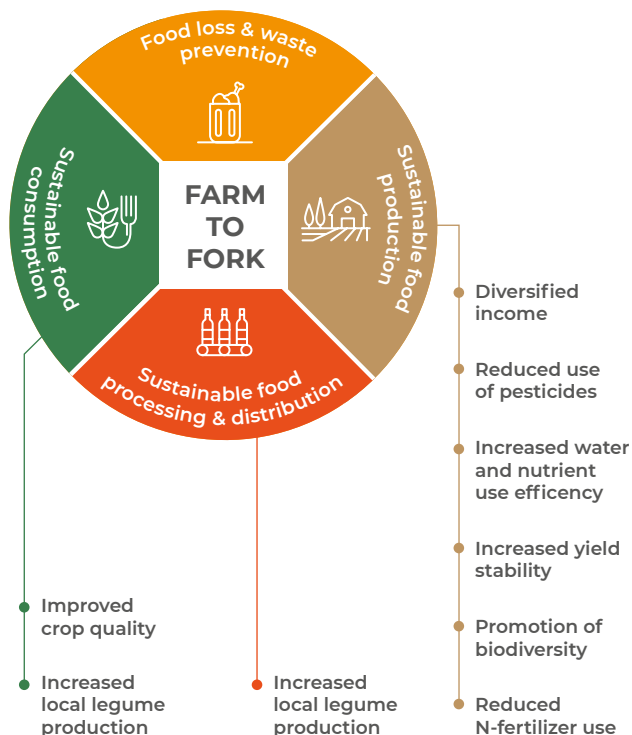 Food loss & waste
prevention
Sustainable food
consumption
FARM
TO
FORK
Sustainable food
production
Sustainable food
processing & distribution
Diversified
income
Reduced use
of pesticides
Increased water
and nutrient
use efficency
Increased yield
stability
Promotion of
biodiversity
Reduced
N-fertilizer use
Improved
crop quality
Increased
local legume
production
Increased
local legume
production